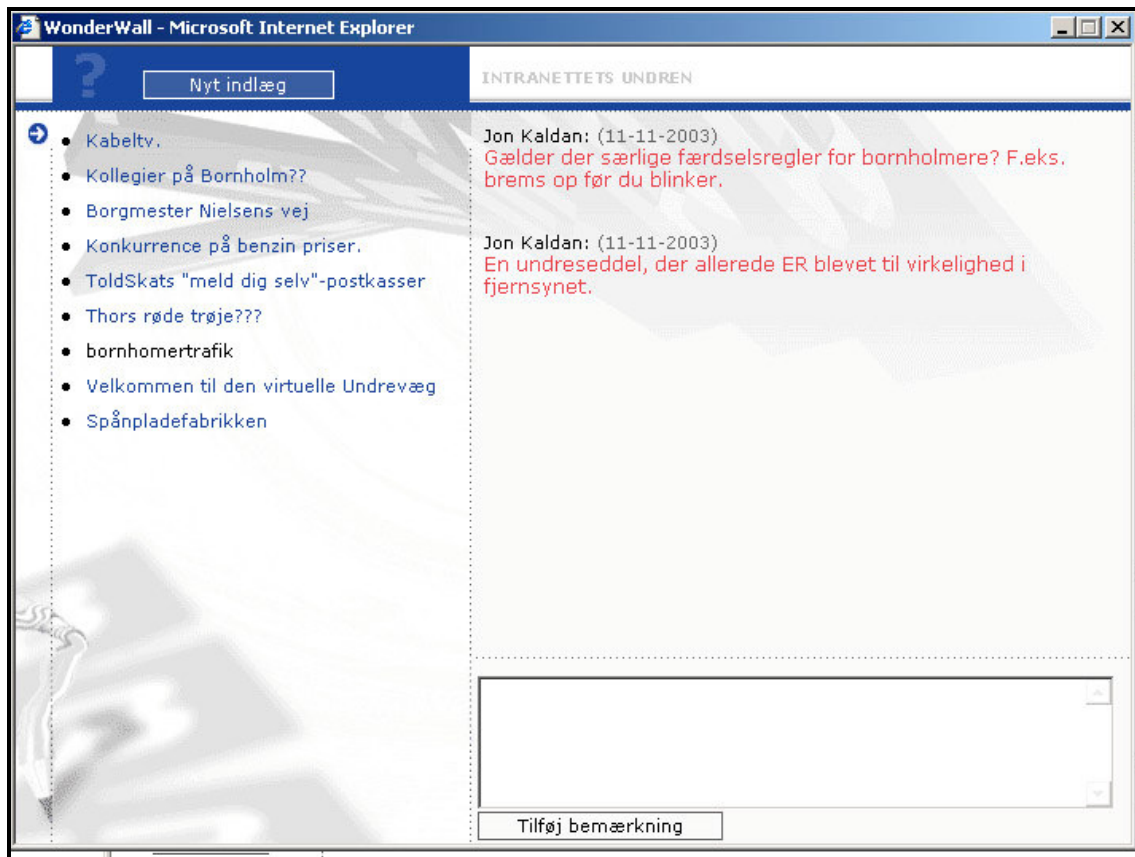 WonderWall - Microsoft Internet Explorer
?
Nyt indlæg
INTRANETTETS UNDREN
Kabeltv.
Kollegier på Bornholm??
Borgmester Nielsens vej
Konkurrence på benzin priser.
ToldSkats "meld dig selv"-postkasser
Thors røde trøje???
bornhomertrafik
Velkommen til den virtuelle Undrevæg
Spånpladefabrikken
Jon Kaldan: (11-11-2003)
Gælder der særlige færdselsregler for bornholmere? F.eks.
brems op før du blinker.
Jon Kaldan: (11-11-2003)
En undreseddel, der allerede ER blevet til virkelighed i
fjernsynet.
Tilføj bemærkning